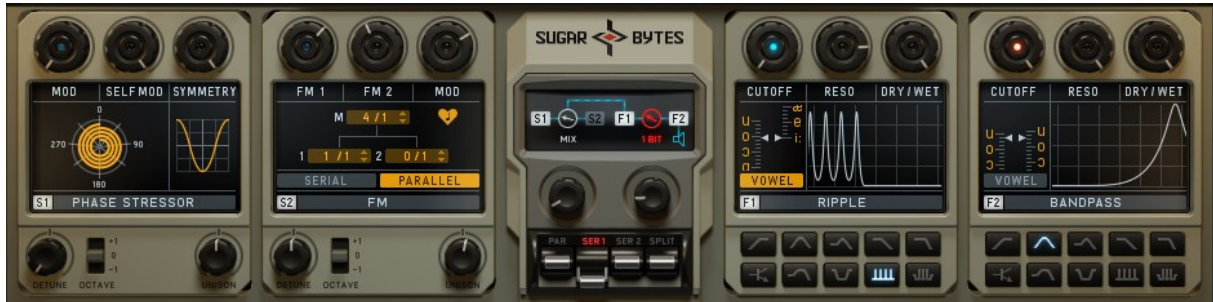 SUGAR BYTES
MOD SELF MOD SYMMETRY
0
270 90
180
S1 PHASE STRESSOR
+1
0
-1
DETUNE OCTAVE UNISON
FM 1 FM 2 MOD
M 4/1
1 1/1 2 0/1
SERIAL PARALLEL
S2 FM
+1
0
-1
DETUNE OCTAVE UNISON
S1 S2 F1 F2
MIX 1 BIT
PAR SER 1 SER 2 SPLIT
CUTOFF RESO DRY/WET
VOWEL
F1 RIPPLE
CUTOFF RESO DRY/WET
VOWEL
F2 BANDPASS